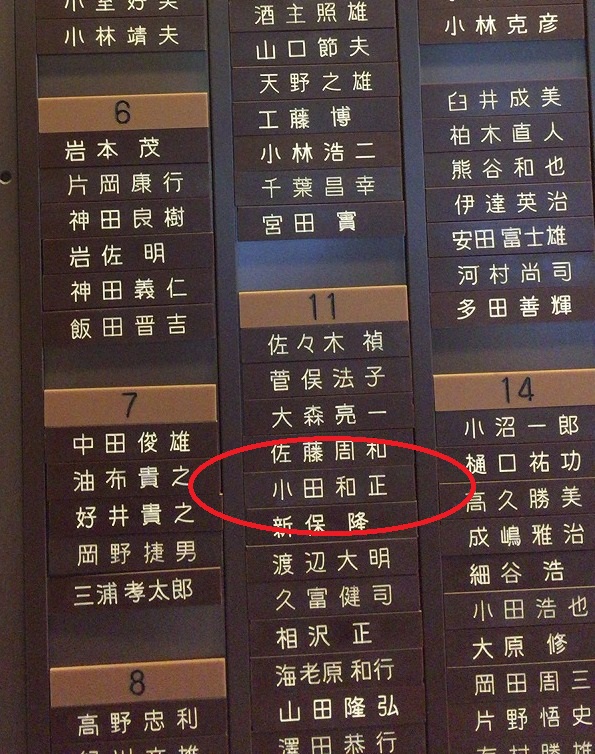 小林靖夫
6
岩本 茂
片岡康行
神田良樹
岩佐 明
神田義仁
飯田晋吉
7
中田俊雄
油布貴之
好井貴之
岡野捷男
三浦孝太郎
8
高野忠利
酒主照雄
山口節夫
天野之雄
工藤 博
小林浩二
千葉昌幸
宮田 實
11
佐々木 禎
菅俣法子
大森亮一
佐藤周和
小田和正
新保 隆
渡辺大明
久富健司
相沢 正
海老原和行
山田隆弘
澤田恭行
小林克彦
臼井成美
柏木直人
熊谷和也
伊達英治
安田富士雄
河村尚司
多田善輝
14
小沼一郎
樋口祐功
高久勝美
成嶋雅治
細谷 浩
小田浩也
大原 修
岡田周三
片野悟史